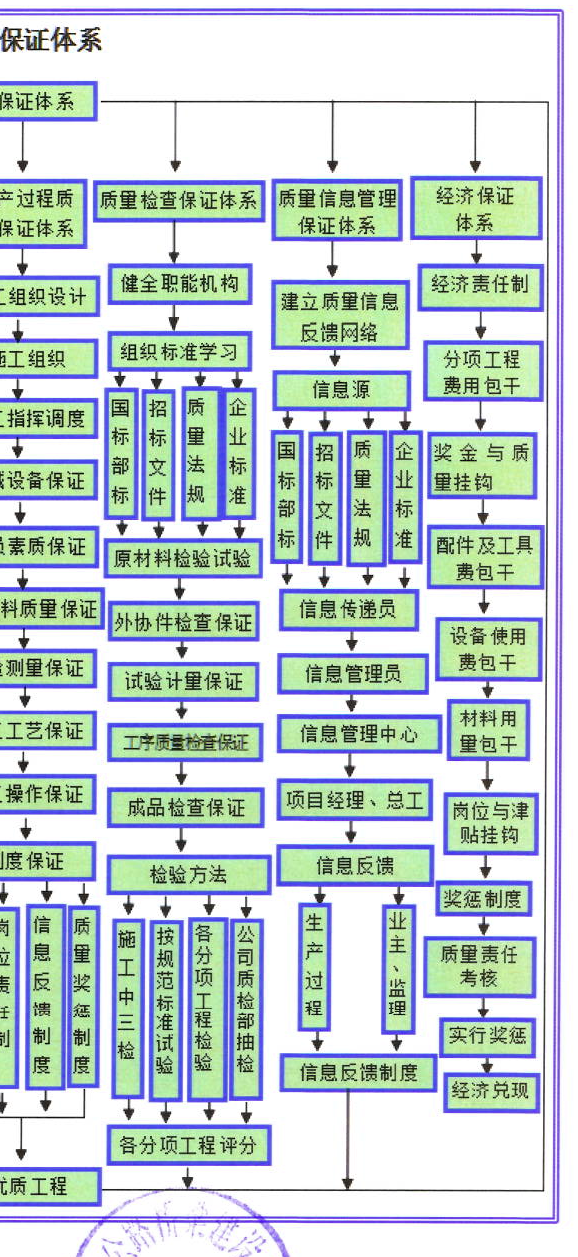 保证体系
保证体系
产过程质
保证体系
工组织设计
施工组织
工指挥调度
械设备保证
员素质保证
料质量保证
检测量保证
工工艺保证
工操作保证
制度保证
岗位责任制
信息反馈制度
质量奖惩制度
优质工程
质量检查保证体系
健全职能机构
组织标准学习
国标部标
招标文件
质量法规
企业标准
原材料检验试验
外协件检查保证
试验计量保证
工序质量检查保证
成品检查保证
检验方法
施工中三检
按规范标准试验
各分项工程检验
公司质检部抽检
各分项工程评分
质量信息管理
保证体系
建立质量信息
反馈网络
信息源
国标部标
招标文件
质量法规
企业标准
信息传递员
信息管理员
信息管理中心
项目经理、总工
信息反馈
生产过程
业主、监理
信息反馈制度
经济保证
体系
经济责任制
分项工程
费用包干
奖金与质
量挂钩
配件及工具
费包干
设备使用
费包干
材料用
量包干
岗位与津
贴挂钩
奖惩制度
质量责任
考核
实行奖惩
经济兑现
公路桥梁建设